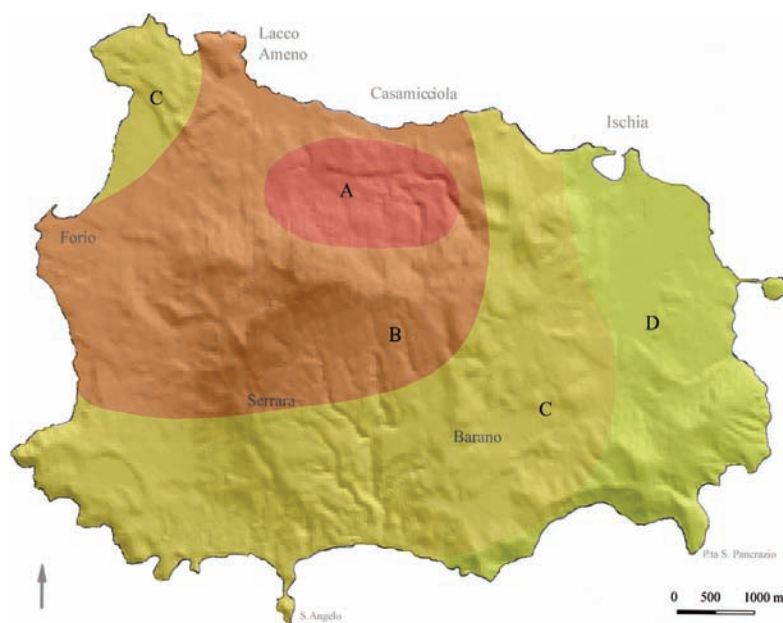 Lacco
Ameno
Casamicciola
Ischia
C
A
Forio
B
D
Serrara
C
Barano
P.ta S. Pancrazio
S.Angelo
0 500 1000 m